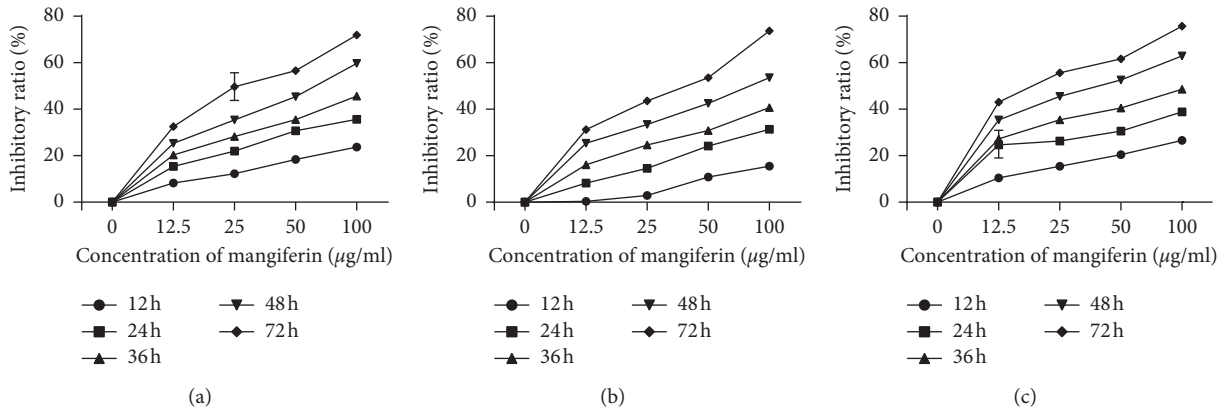 Inhibitory ratio (%)
80
60
40
20
0
0 12.5 25 50 100
Concentration of mangiferin (µg/ml)
12 h 48 h
24 h 72 h
36 h
(a)
Inhibitory ratio (%)
80
60
40
20
0
0 12.5 25 50 100
Concentration of mangiferin (µg/ml)
12 h 48 h
24 h 72 h
36 h
(b)
Inhibitory ratio (%)
80
60
40
20
0
0 12.5 25 50 100
Concentration of mangiferin (µg/ml)
12 h 48 h
24 h 72 h
36 h
(c)